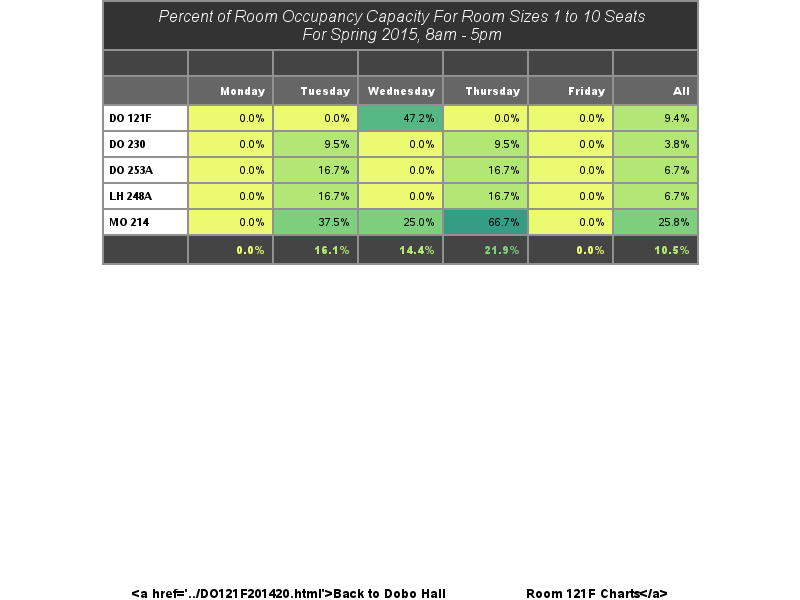 Percent of Room Occupancy Capacity For Room Sizes 1 to 10 Seats
For Spring 2015, 8am - 5pm
Monday Tuesday Wednesday Thursday Friday All
DO 121F 0.0% 0.0% 47.2% 0.0% 0.0% 9.4%
DO 230 0.0% 9.5% 0.0% 9.5% 0.0% 3.8%
DO 253A 0.0% 16.7% 0.0% 16.7% 0.0% 6.7%
LH 248A 0.0% 16.7% 0.0% 16.7% 0.0% 6.7%
MO 214 0.0% 37.5% 25.0% 66.7% 0.0% 25.8%
0.0% 16.1% 14.4% 21.9% 0.0% 10.5%
<a href='../DO121F201420.html'>Back to Dobo Hall Room 121F Charts</a>